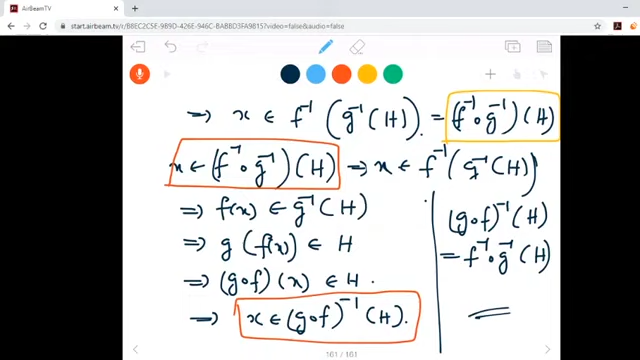 AirBeamTV
start.airbeam.tv/B8EC2C5E-9B9D-426E-946C-B22CC14B49DB?video=false&audio=false
⇒ x ∈ f⁻¹ (g⁻¹(H)) = (f⁻¹∘g⁻¹)(H)
x ∈ (f⁻¹∘g⁻¹)(H) ⇒ x ∈ f⁻¹(g⁻¹(H))
⇒ f(x) ∈ g⁻¹(H)
⇒ g(f(x)) ∈ H
⇒ (g∘f)(x) ∈ H.
⇒ x ∈ (g∘f)⁻¹(H).
(g∘f)⁻¹(H)
= f⁻¹∘g⁻¹(H)
161 / 161